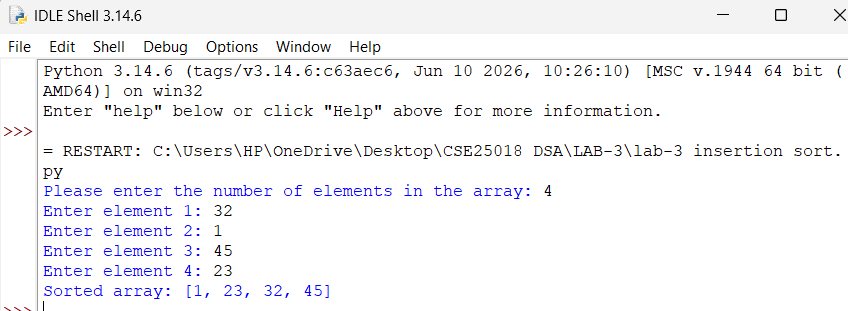 IDLE Shell 3.14.6
File Edit Shell Debug Options Window Help
Python 3.14.6 (tags/v3.14.6:c63aec6, Jun 10 2026, 10:26:10) [MSC v.1944 64 bit (
AMD64)] on win32
Enter "help" below or click "Help" above for more information.
>>>
= RESTART: C:\Users\HP\OneDrive\Desktop\CSE25018 DSA\LAB-3\lab-3 insertion sort.
py
Please enter the number of elements in the array: 4
Enter element 1: 32
Enter element 2: 1
Enter element 3: 45
Enter element 4: 23
Sorted array: [1, 23, 32, 45]
>>>